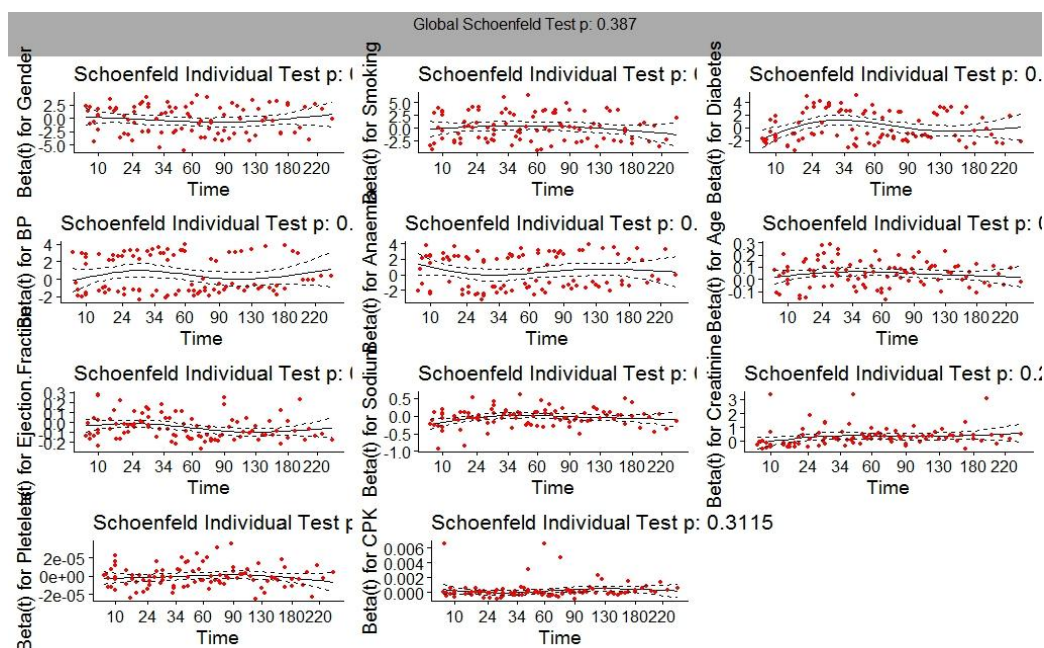 Global Schoenfeld Test p: 0.387
Schoenfeld Individual Test p: (
Beta(t) for Gender
2.5
0.0
-2.5
-5.0
10 24 34 60 90 130 180 220
Time
Schoenfeld Individual Test p: (
Beta(t) for Smoking
5.0
2.5
0.0
-2.5
10 24 34 60 90 130 180 220
Time
Schoenfeld Individual Test p: 0.
Beta(t) for Diabetes
4
2
0
-2
10 24 34 60 90 130 180 220
Time
Schoenfeld Individual Test p: 0.
Beta(t) for BP
4
2
0
-2
10 24 34 60 90 130 180 220
Time
Schoenfeld Individual Test p: 0.
Beta(t) for Anaemia
4
2
0
-2
10 24 34 60 90 130 180 220
Time
Schoenfeld Individual Test p: 0
Beta(t) for Age
0.3
0.2
0.1
0.0
-0.1
10 24 34 60 90 130 180 220
Time
Schoenfeld Individual Test p: (
for Ejection.Fraction
0.3
0.2
0.1
0.0
-0.2
10 24 34 60 90 130 180 220
Time
Schoenfeld Individual Test p: (
Beta(t) for Sodium
0.5
0.0
-0.5
-1.0
10 24 34 60 90 130 180 220
Time
Schoenfeld Individual Test p: 0.2
Beta(t) for Creatinine
3
2
1
0
10 24 34 60 90 130 180 220
Time
Schoenfeld Individual Test p
Beta(t) for Pletelets
2e-05
0e+00
-2e-05
10 24 34 60 90 130 180 220
Time
Schoenfeld Individual Test p: 0.3115
Beta(t) for CPK
0.006
0.004
0.002
0.000
10 24 34 60 90 130 180 220
Time